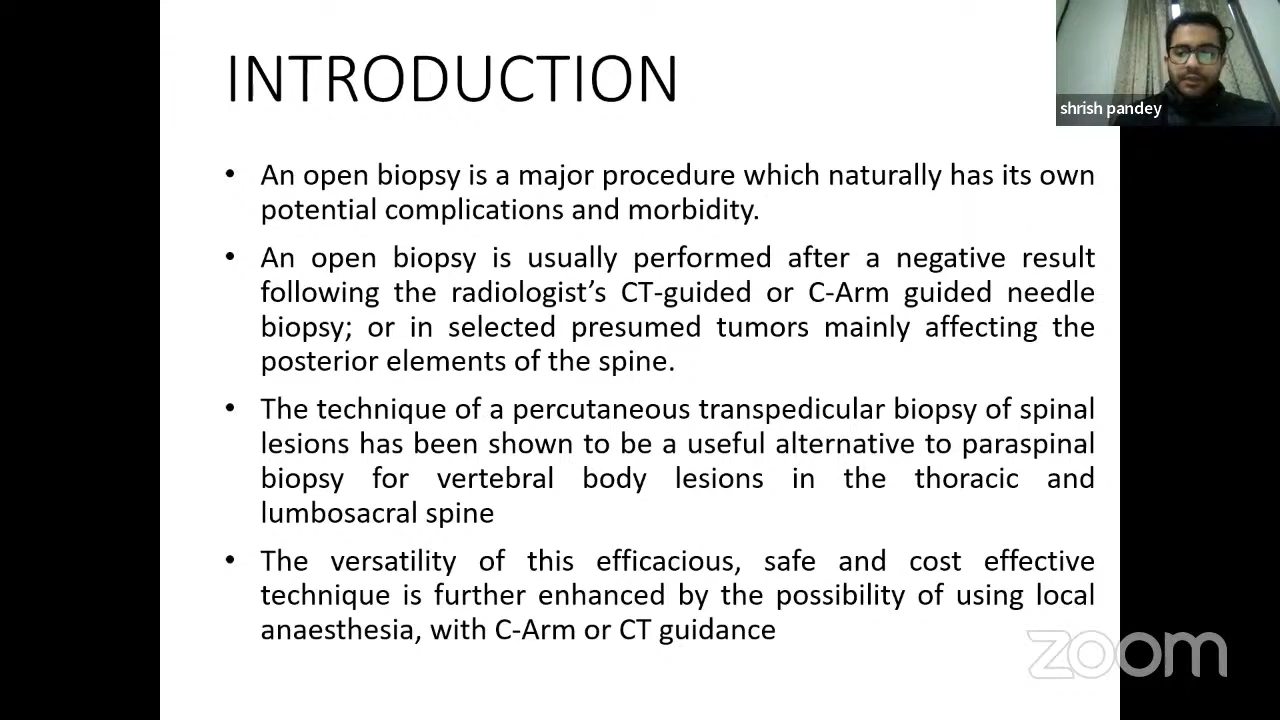 INTRODUCTION
shrish pandey
• An open biopsy is a major procedure which naturally has its own
potential complications and morbidity.
• An open biopsy is usually performed after a negative result
following the radiologist’s CT-guided or C-Arm guided needle
biopsy; or in selected presumed tumors mainly affecting the
posterior elements of the spine.
• The technique of a percutaneous transpedicular biopsy of spinal
lesions has been shown to be a useful alternative to paraspinal
biopsy for vertebral body lesions in the thoracic and
lumbosacral spine
• The versatility of this efficacious, safe and cost effective
technique is further enhanced by the possibility of using local
anaesthesia, with C-Arm or CT guidance
zoom